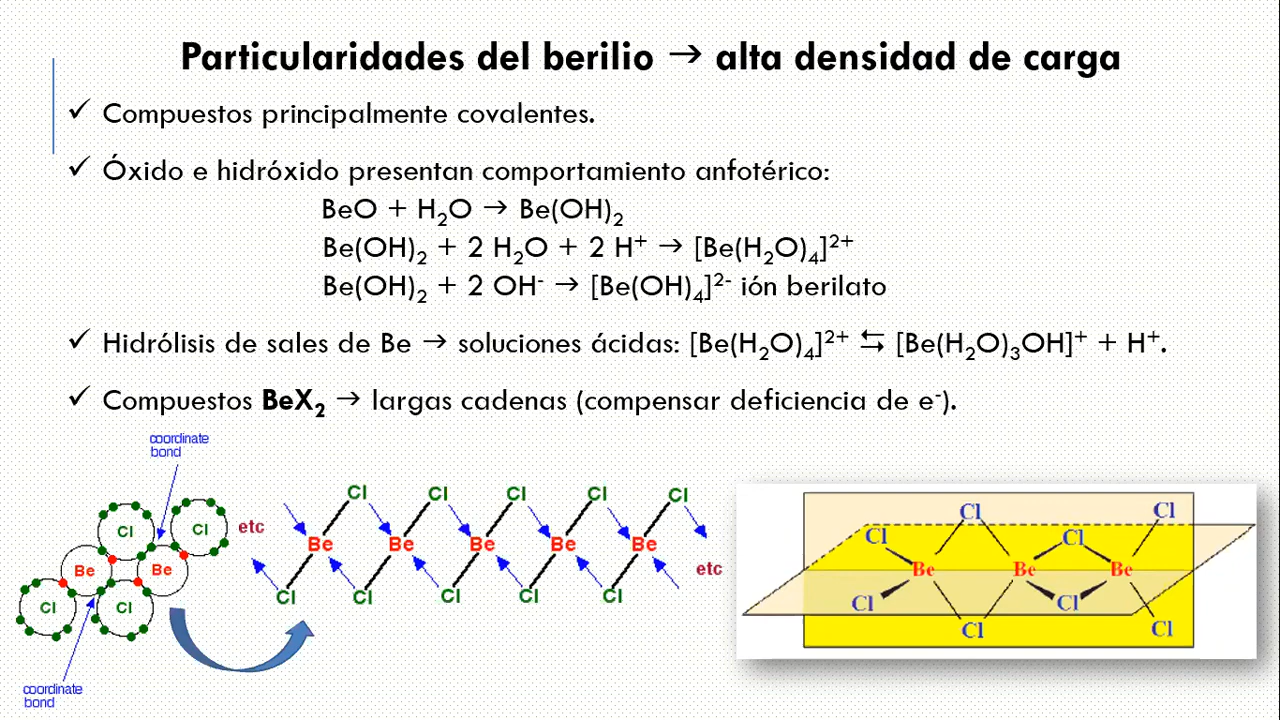 Particularidades del berilio → alta densidad de carga
✓ Compuestos principalmente covalentes.
✓ Óxido e hidróxido presentan comportamiento anfotérico:
BeO + H₂O → Be(OH)₂
Be(OH)₂ + 2 H₂O + 2 H⁺ → [Be(H₂O)₄]²⁺
Be(OH)₂ + 2 OH⁻ → [Be(OH)₄]²⁻ ión berilato
✓ Hidrólisis de sales de Be → soluciones ácidas: [Be(H₂O)₄]²⁺ ⇆ [Be(H₂O)₃OH]⁺ + H⁺.
✓ Compuestos BeX₂ → largas cadenas (compensar deficiencia de e⁻).
coordinate
bond
Cl Cl etc
Be Be
Cl Cl
coordinate
bond
Cl Cl Cl Cl Cl
Be Be Be Be Be
etc
Cl Cl Cl Cl Cl
Cl Cl
Cl Cl
Be Be Be
Cl Cl
Cl Cl